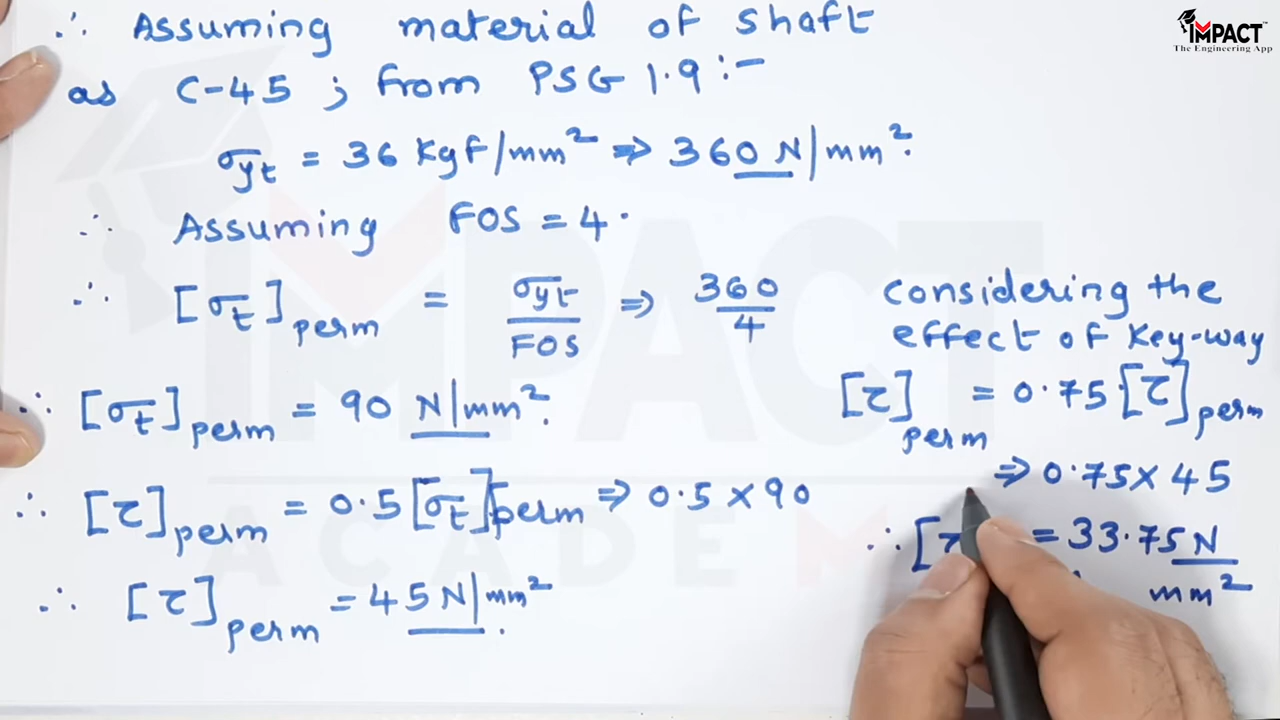 ∴ Assuming material of shaft
as C-45 ; from PSG 1.9 :-
σyt = 36 Kgf/mm² ⇒ 360 N/mm².
∴ Assuming FOS = 4.
∴ [σt]perm = σyt/FOS ⇒ 360/4
∴ [σt]perm = 90 N/mm².
∴ [τ]perm = 0.5 [σt]perm ⇒ 0.5 × 90
∴ [τ]perm = 45 N/mm².
considering the
effect of Key-way
[τ]perm = 0.75 [τ]perm
⇒ 0.75 × 45
∴ [τ = 33.75 N/mm²
IMPACT™
The Engineering App
IMPACT
ACADEM